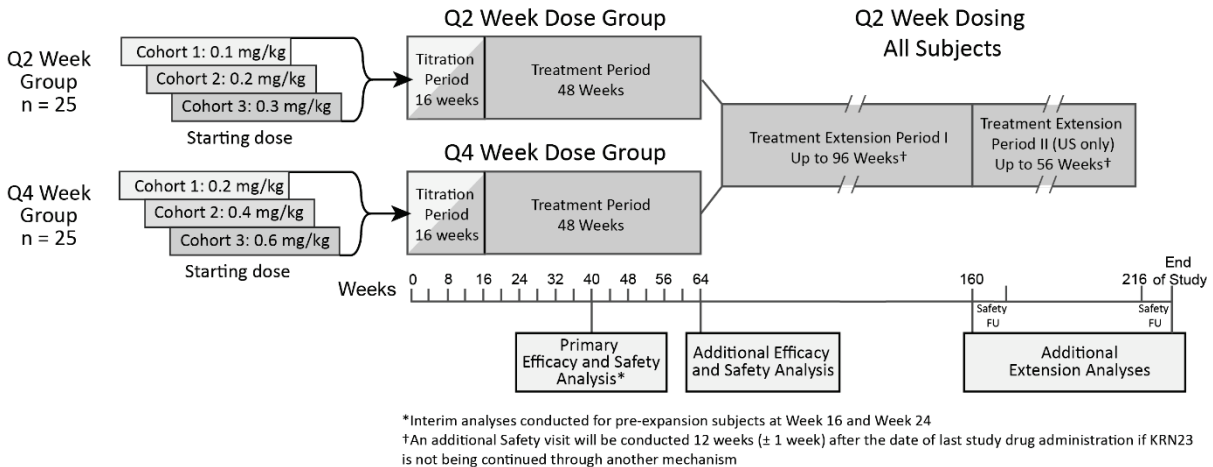 Q2 Week Dose Group
Q2 Week Dosing
All Subjects
Q2 Week
Group
n = 25
Cohort 1: 0.1 mg/kg
Cohort 2: 0.2 mg/kg
Cohort 3: 0.3 mg/kg
Starting dose
Titration
Period
16 weeks
Treatment Period
48 Weeks
Treatment Extension Period I
Up to 96 Weeks†
Treatment Extension
Period II (US only)
Up to 56 Weeks†
Q4 Week Dose Group
Q4 Week
Group
n = 25
Cohort 1: 0.2 mg/kg
Cohort 2: 0.4 mg/kg
Cohort 3: 0.6 mg/kg
Starting dose
Titration
Period
16 weeks
Treatment Period
48 Weeks
Weeks
0 8 16 24 32 40 48 56 64 160 216
End
of Study
Safety
FU
Safety
FU
Primary
Efficacy and Safety
Analysis*
Additional Efficacy
and Safety Analysis
Additional
Extension Analyses
*Interim analyses conducted for pre-expansion subjects at Week 16 and Week 24
†An additional Safety visit will be conducted 12 weeks (± 1 week) after the date of last study drug administration if KRN23
is not being continued through another mechanism